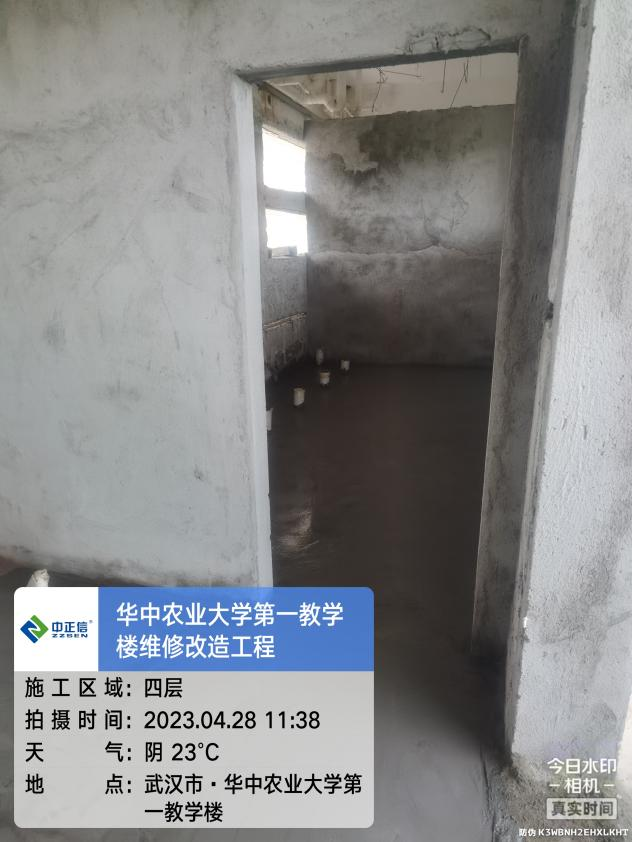 中正信
ZZSEN
华中农业大学第一教学
楼维修改造工程
施工区域：四层
拍摄时间：2023.04.28 11:38
天气：阴 23℃
地点：武汉市·华中农业大学第
一教学楼
今日水印
相机
真实时间
防伪 K3WBNH2EHXLKHT